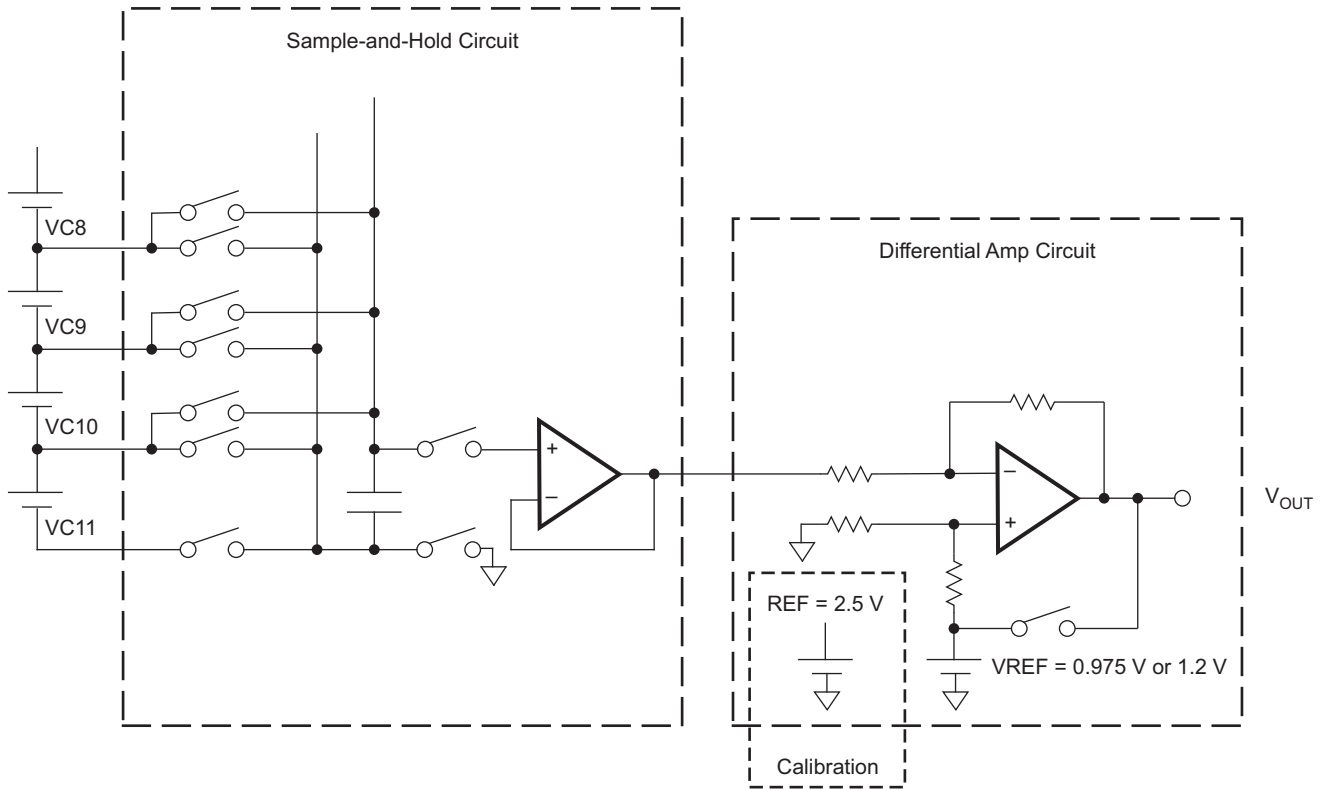 Sample-and-Hold Circuit
VC8
VC9
VC10
VC11
+
−
Differential Amp Circuit
−
+
VOUT
REF = 2.5 V
VREF = 0.975 V or 1.2 V
Calibration